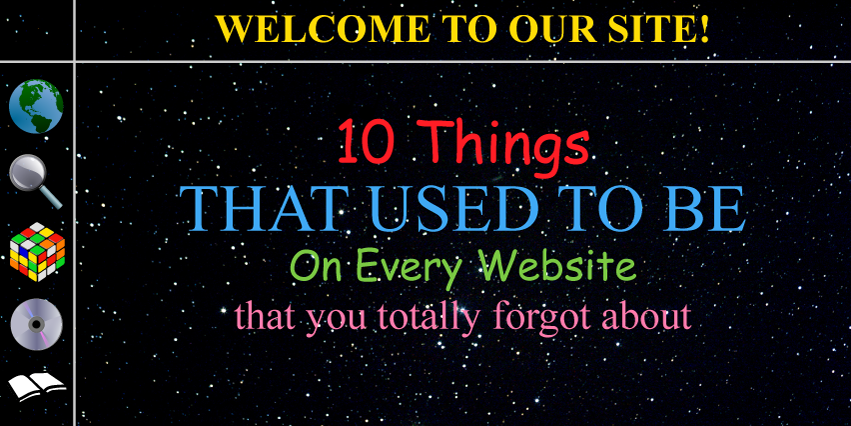 WELCOME TO OUR SITE!
10 Things
THAT USED TO BE
On Every Website
that you totally forgot about